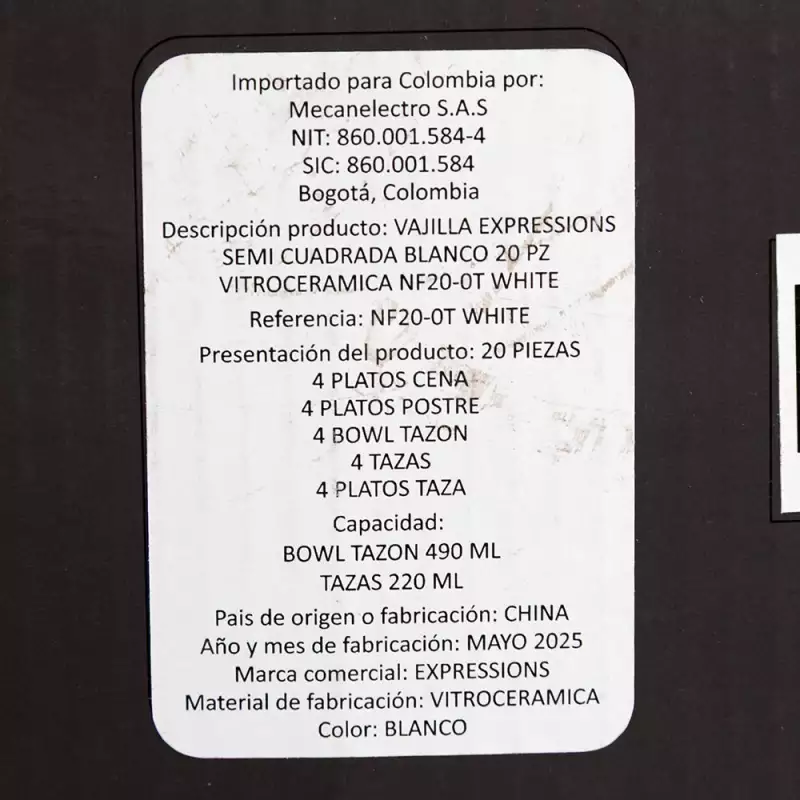 Importado para Colombia por:
Mecanelectro S.A.S
NIT: 860.001.584-4
SIC: 860.001.584
Bogotá, Colombia
Descripción producto: VAJILLA EXPRESSIONS
SEMI CUADRADA BLANCO 20 PZ
VITROCERAMICA NF20-0T WHITE
Referencia: NF20-0T WHITE
Presentación del producto: 20 PIEZAS
4 PLATOS CENA
4 PLATOS POSTRE
4 BOWL TAZON
4 TAZAS
4 PLATOS TAZA
Capacidad:
BOWL TAZON 490 ML
TAZAS 220 ML
Pais de origen o fabricación: CHINA
Año y mes de fabricación: MAYO 2025
Marca comercial: EXPRESSIONS
Material de fabricación: VITROCERAMICA
Color: BLANCO